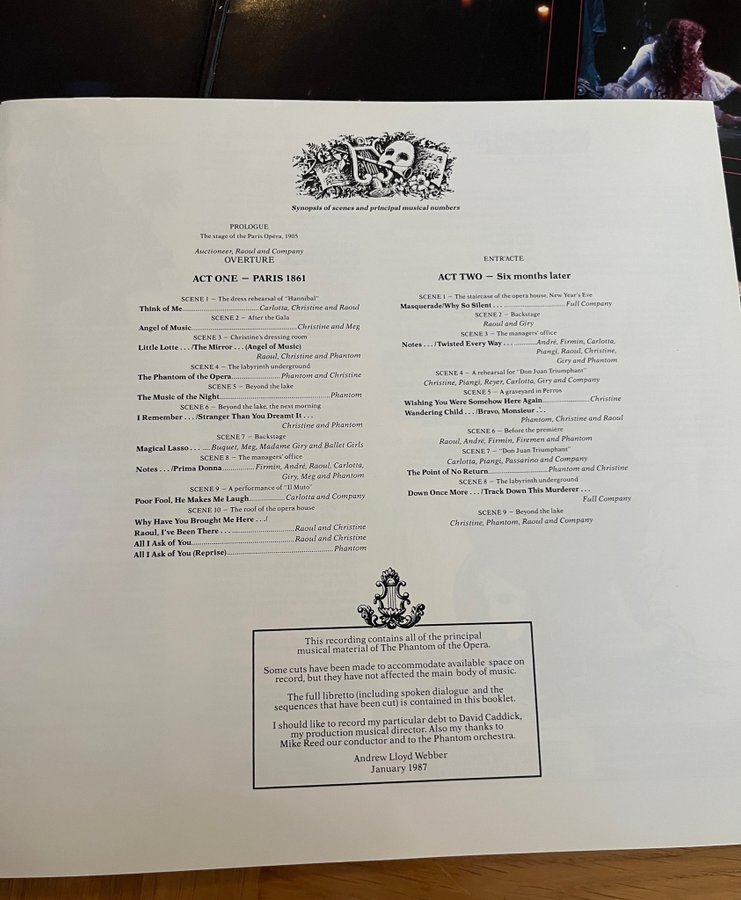 Synopsis of scenes and principal musical numbers
PROLOGUE
The stage of the Paris Opéra, 1905
Auctioneer, Raoul and Company
OVERTURE
ACT ONE — PARIS 1861
SCENE 1 — The dress rehearsal of "Hannibal"
Think of Me...Carlotta, Christine and Raoul
SCENE 2 — After the Gala
Angel of Music...Christine and Meg
SCENE 3 — Christine's dressing room
Little Lotte . . ./The Mirror . . . (Angel of Music)
Raoul, Christine and Phantom
SCENE 4 — The labyrinth underground
The Phantom of the Opera...Phantom and Christine
SCENE 5 — Beyond the lake
The Music of the Night...Phantom
SCENE 6 — Beyond the lake, the next morning
I Remember . . ./Stranger Than You Dreamt It . . .
Christine and Phantom
SCENE 7 — Backstage
Magical Lasso . . . ...Buquet, Meg, Madame Giry and Ballet Girls
SCENE 8 — The managers' office
Notes . . ./Prima Donna...Firmin, André, Raoul, Carlotta,
Giry, Meg and Phantom
SCENE 9 — A performance of "Il Muto"
Poor Fool, He Makes Me Laugh...Carlotta and Company
SCENE 10 — The roof of the opera house
Why Have You Brought Me Here . . ./
Raoul, I've Been There . . . ...Raoul and Christine
All I Ask of You...Raoul and Christine
All I Ask of You (Reprise)...Phantom
ENTR'ACTE
ACT TWO — Six months later
SCENE 1 — The staircase of the opera house, New Year's Eve
Masquerade/Why So Silent . . . ...Full Company
SCENE 2 — Backstage
Raoul and Giry
SCENE 3 — The managers' office
Notes . . ./Twisted Every Way . . . ...André, Firmin, Carlotta,
Piangi, Raoul, Christine,
Giry and Phantom
SCENE 4 — A rehearsal for "Don Juan Triumphant"
Christine, Piangi, Reyer, Carlotta, Giry and Company
SCENE 5 — A graveyard in Perros
Wishing You Were Somehow Here Again...Christine
Wandering Child . . ./Bravo, Monsieur . . .
Phantom, Christine and Raoul
SCENE 6 — Before the première
Raoul, André, Firmin, Firemen and Phantom
SCENE 7 — "Don Juan Triumphant"
Carlotta, Piangi, Passarino and Company
The Point of No Return...Phantom and Christine
SCENE 8 — The labyrinth underground
Down Once More . . ./Track Down This Murderer . . .
Full Company
SCENE 9 — Beyond the lake
Christine, Phantom, Raoul and Company
This recording contains all of the principal
musical material of The Phantom of the Opera.
Some cuts have been made to accommodate available space on
record, but they have not affected the main body of music.
The full libretto (including spoken dialogue and the
sequences that have been cut) is contained in this booklet.
I should like to record my particular debt to David Caddick,
my production musical director. Also my thanks to
Mike Reed our conductor and to the Phantom orchestra.
Andrew Lloyd Webber
January 1987